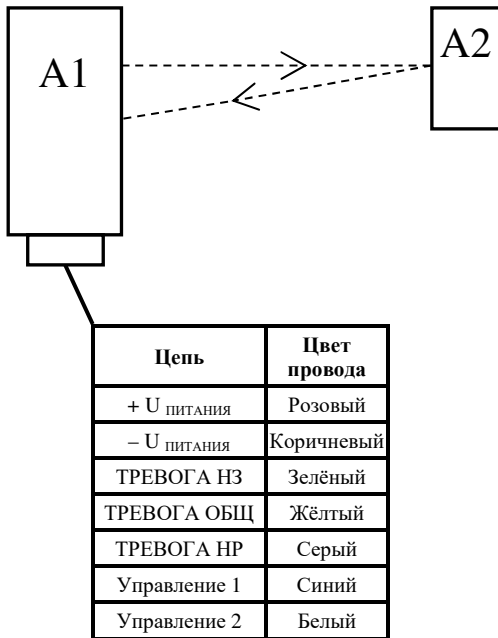 A1
A2
Цепь Цвет
провода
+ U ПИТАНИЯ Розовый
– U ПИТАНИЯ Коричневый
ТРЕВОГА НЗ Зелёный
ТРЕВОГА ОБЩ Жёлтый
ТРЕВОГА НР Серый
Управление 1 Синий
Управление 2 Белый